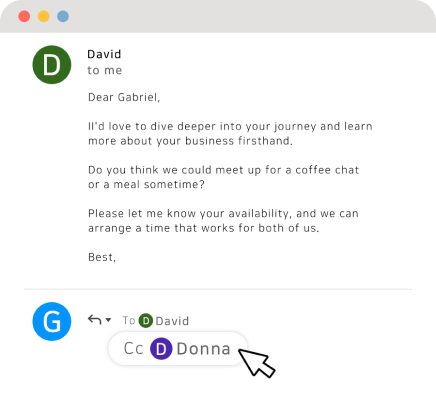 D
David
to me
Dear Gabriel,
II'd love to dive deeper into your journey and learn
more about your business firsthand.
Do you think we could meet up for a coffee chat
or a meal sometime?
Please let me know your availability, and we can
arrange a time that works for both of us.
Best,
G
To D David
Cc D Donna